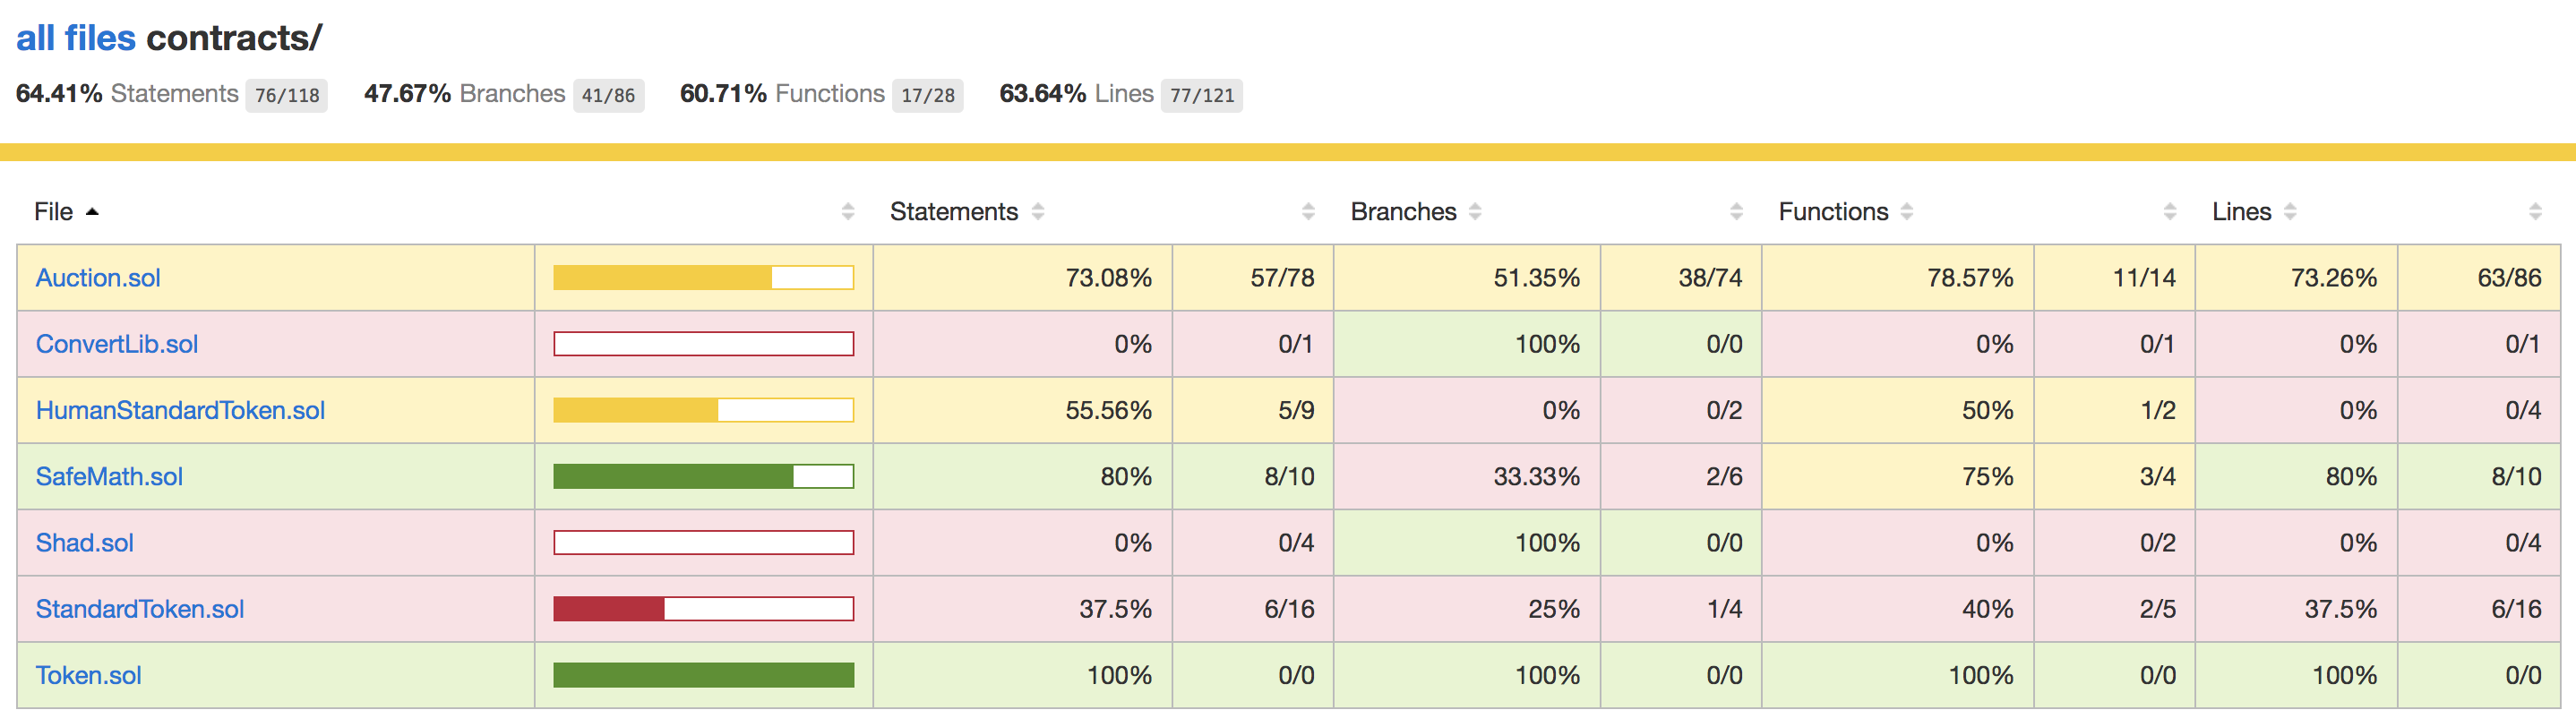 all files contracts/
64.41% Statements 76/118 47.67% Branches 41/86 60.71% Functions 17/28 63.64% Lines 77/121
File Statements Branches Functions Lines
Auction.sol 73.08% 57/78 51.35% 38/74 78.57% 11/14 73.26% 63/86
ConvertLib.sol 0% 0/1 100% 0/0 0% 0/1 0% 0/1
HumanStandardToken.sol 55.56% 5/9 0% 0/2 50% 1/2 0% 0/4
SafeMath.sol 80% 8/10 33.33% 2/6 75% 3/4 80% 8/10
Shad.sol 0% 0/4 100% 0/0 0% 0/2 0% 0/4
StandardToken.sol 37.5% 6/16 25% 1/4 40% 2/5 37.5% 6/16
Token.sol 100% 0/0 100% 0/0 100% 0/0 100% 0/0